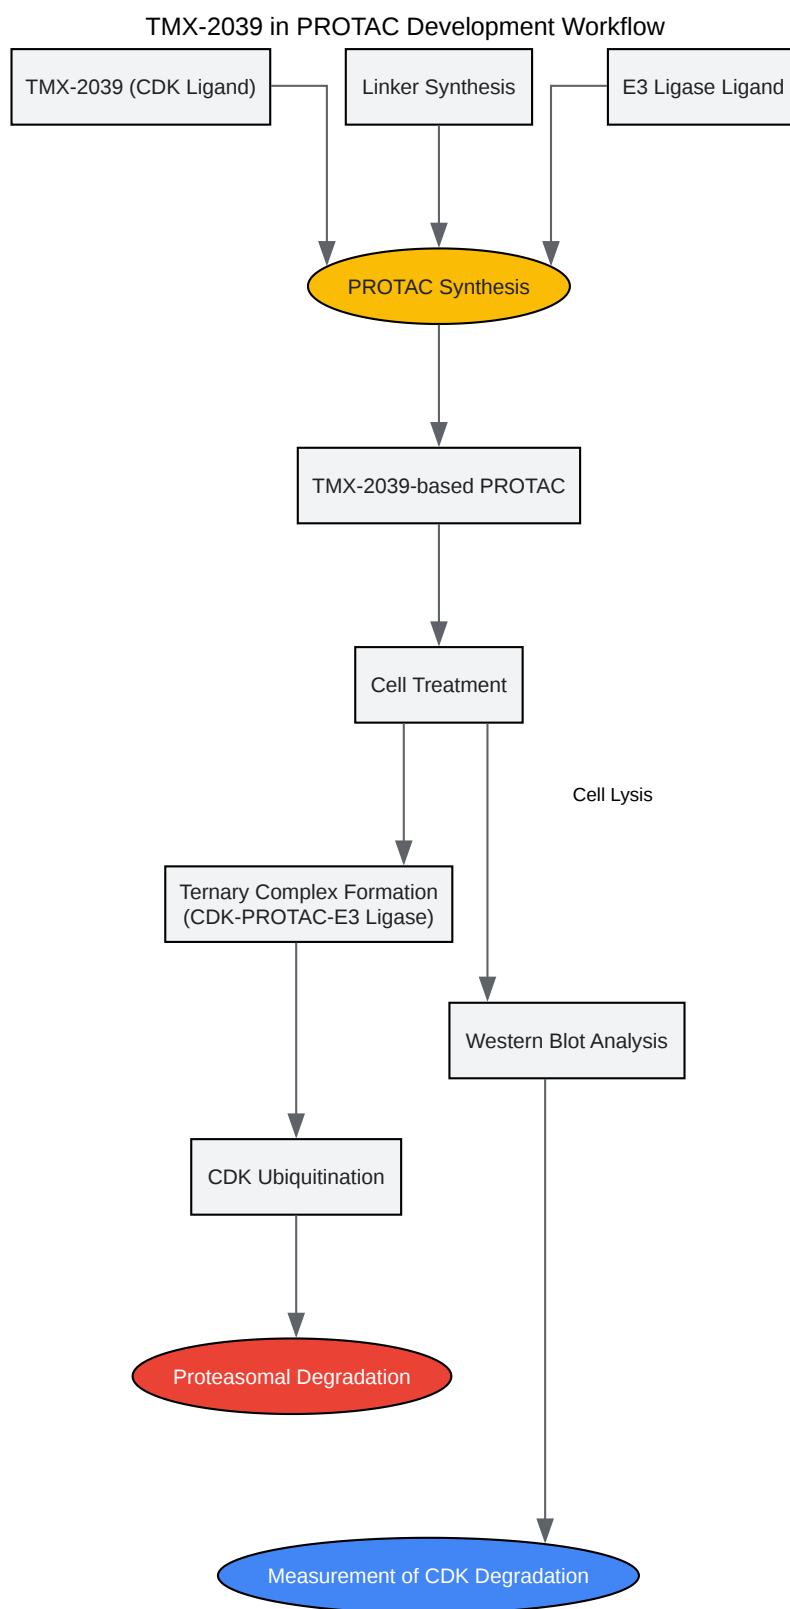 TMX-2039 in PROTAC Development Workflow
TMX-2039 (CDK Ligand)
Linker Synthesis
E3 Ligase Ligand
PROTAC Synthesis
TMX-2039-based PROTAC
Cell Treatment
Cell Lysis
Ternary Complex Formation
(CDK-PROTAC-E3 Ligase)
Western Blot Analysis
CDK Ubiquitination
Proteasomal Degradation
Measurement of CDK Degradation